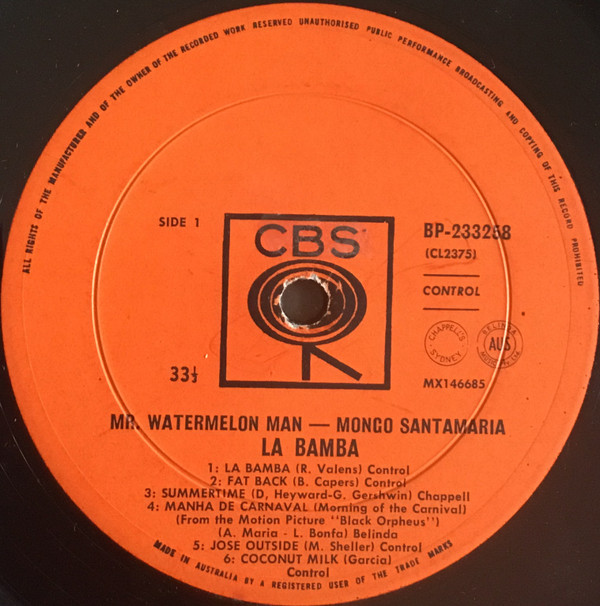 ALL RIGHTS OF THE MANUFACTURER AND OF THE OWNER OF THE RECORDED WORK RESERVED UNAUTHORISED PUBLIC PERFORMANCE BROADCASTING AND COPYING OF THIS RECORD PROHIBITED
SIDE 1
CBS
BP-233268
(CL2375)
CONTROL
CHAPPELL'S
SYDNEY
BELINDA
AUS
MUSIC P/L LTD.
33⅓
MX146685
MR. WATERMELON MAN — MONGO SANTAMARIA
LA BAMBA
1: LA BAMBA (R. Valens) Control
2: FAT BACK (B. Capers) Control
3: SUMMERTIME (D, Heyward-G. Gershwin) Chappell
4: MANHA DE CARNAVAL (Morning of the Carnival)
(From the Motion Picture "Black Orpheus")
(A. Maria - L. Bonfa) Belinda
5: JOSE OUTSIDE (M. Sheller) Control
6: COCONUT MILK (Garcia)
Control
MADE IN AUSTRALIA BY A REGISTERED USER OF THE TRADE MARKS